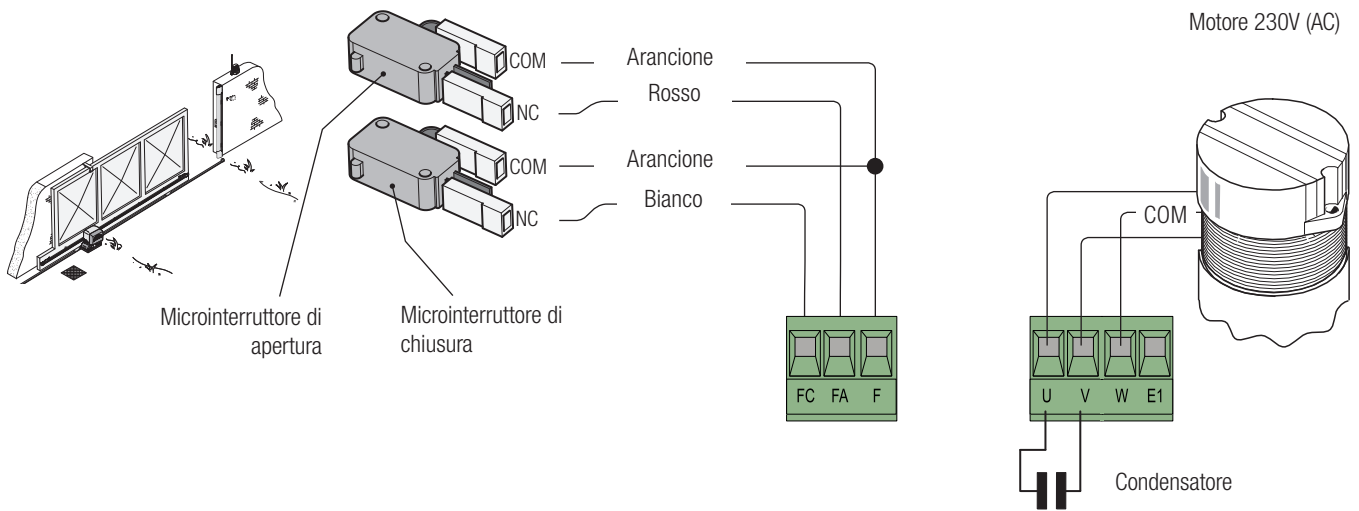 Motore 230V (AC)
COM
Arancione
Rosso
NC
COM
Arancione
Bianco
NC
COM
Microinterruttore di
apertura
Microinterruttore di
chiusura
FC FA F
U V W E1
Condensatore